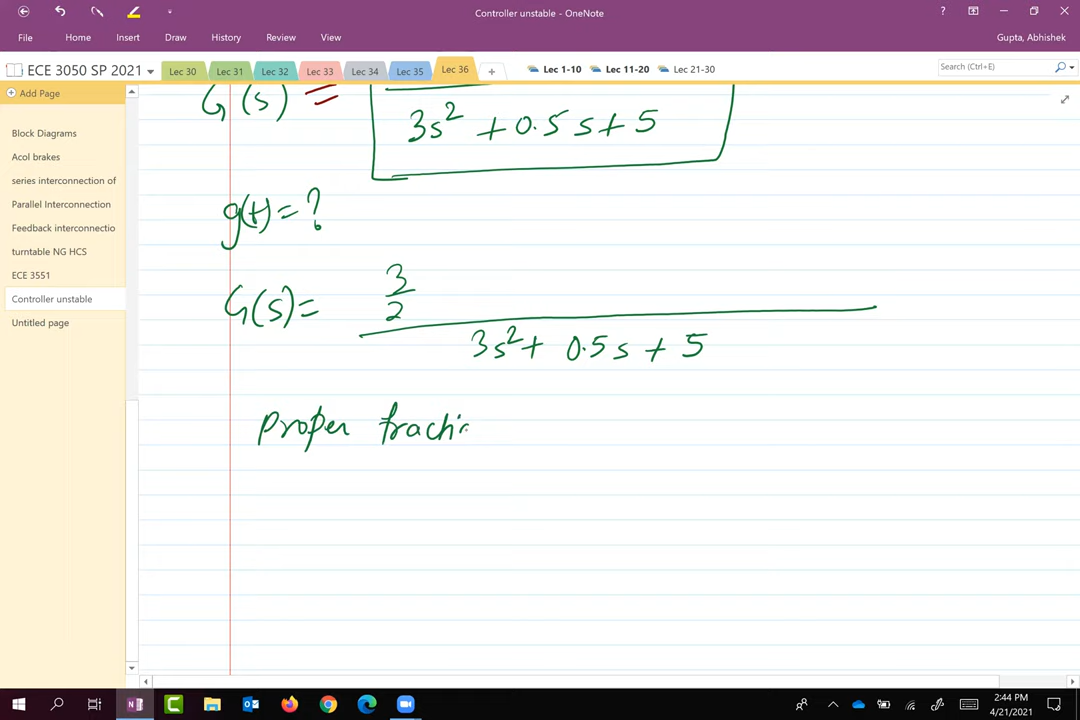 Controller unstable - OneNote
?
File Home Insert Draw History Review View
Gupta, Abhishek
ECE 3050 SP 2021
Lec 30 Lec 31 Lec 32 Lec 33 Lec 34 Lec 35 Lec 36 + Lec 1-10 Lec 11-20 Lec 21-30
Search (Ctrl+E)
Add Page
Block Diagrams
Acol brakes
series interconnection of
Parallel Interconnection
Feedback interconnectio
turntable NG HCS
ECE 3551
Controller unstable
Untitled page
G(s) =
3s² + 0.5s + 5
g(t) = ?
G(s) =
3
2
3s² + 0.5s + 5
Proper fracti
2:44 PM
4/21/2021